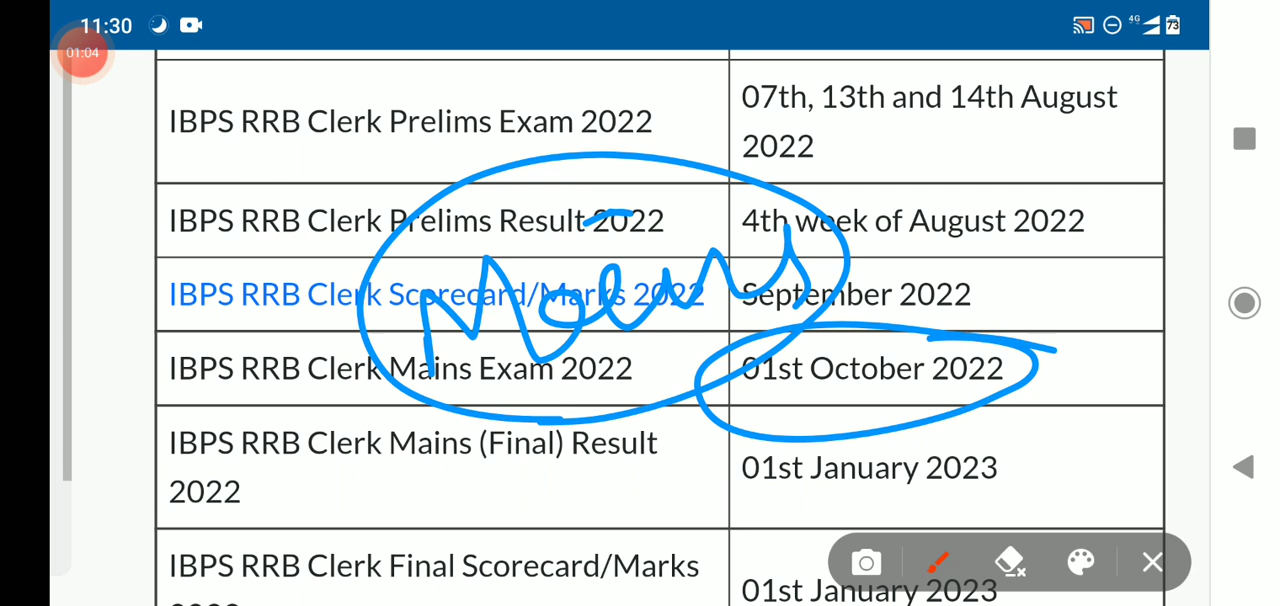 11:30
4G
73
01:04
IBPS RRB Clerk Prelims Exam 2022
07th, 13th and 14th August
2022
IBPS RRB Clerk Prelims Result 2022
4th week of August 2022
IBPS RRB Clerk Scorecard/Marks 2022
September 2022
IBPS RRB Clerk Mains Exam 2022
01st October 2022
IBPS RRB Clerk Mains (Final) Result
2022
01st January 2023
IBPS RRB Clerk Final Scorecard/Marks
01st January 2023